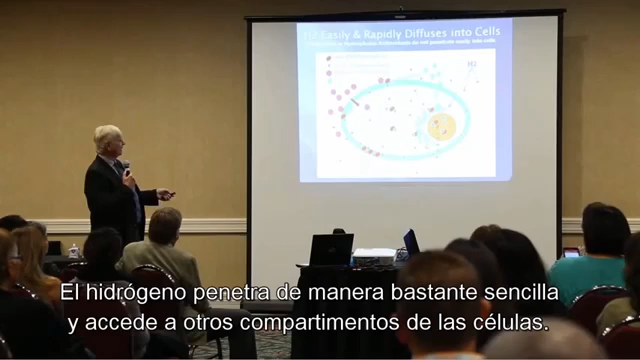 H2 Easily & Rapidly Diffuses into Cells
H2
El hidrógeno penetra de manera bastante sencilla
y accede a otros compartimentos de las células.